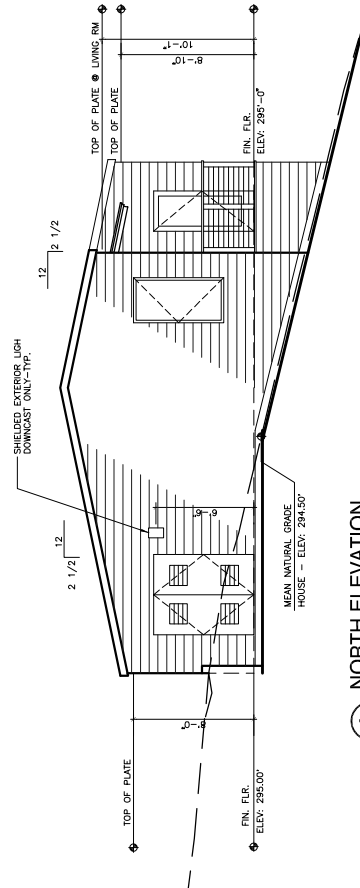 TOP OF PLATE @ LIVING RM
TOP OF PLATE
10'-1"
8'-10"
FIN. FLR.
ELEV: 295'-0"
12
2 1/2
SHIELDED EXTERIOR LIGH
DOWNCAST ONLY-TYP.
12
2 1/2
6'-6"
MEAN NATURAL GRADE
HOUSE - ELEV: 294.50'
TOP OF PLATE
8'-0"
FIN. FLR.
ELEV: 295.00'
NORTH ELEVATION